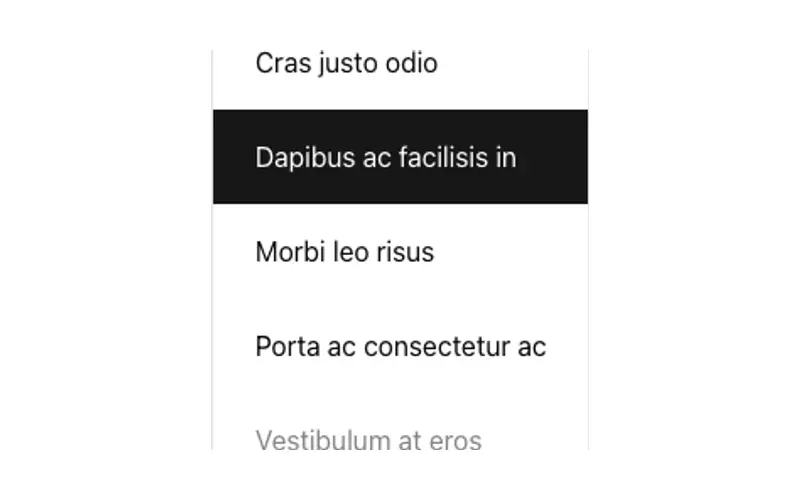 Cras justo odio
Dapibus ac facilisis in
Morbi leo risus
Porta ac consectetur ac
Vestibulum at eros